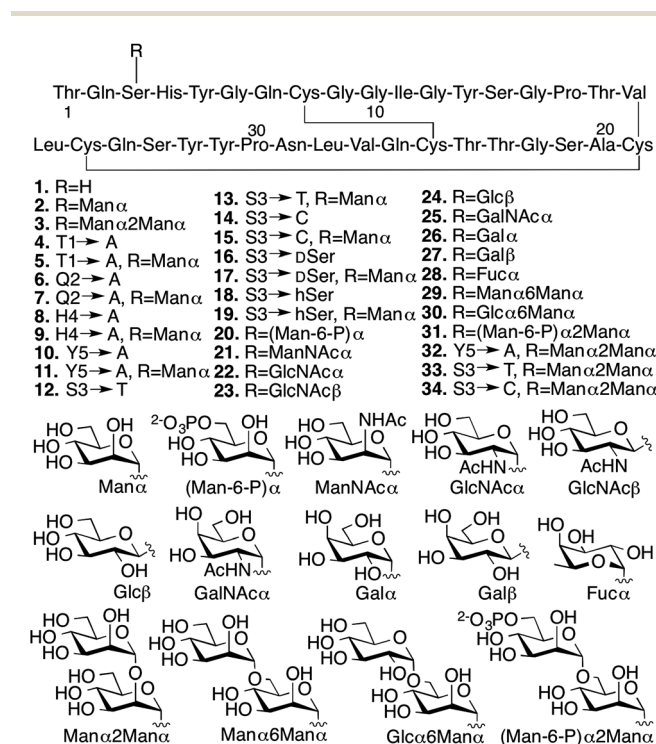 R
Thr-Gln-Ser-His-Tyr-Gly-Gln-Cys-Gly-Gly-Ile-Gly-Tyr-Ser-Gly-Pro-Thr-Val
1 10
30 20
Leu-Cys-Gln-Ser-Tyr-Tyr-Pro-Asn-Leu-Val-Gln-Cys-Thr-Thr-Gly-Ser-Ala-Cys
1. R=H
2. R=Manα
3. R=Manα2Manα
4. T1→ A
5. T1→ A, R=Manα
6. Q2→ A
7. Q2→ A, R=Manα
8. H4→ A
9. H4→ A, R=Manα
10. Y5→ A
11. Y5→ A, R=Manα
12. S3→ T
13. S3→ T, R=Manα
14. S3→ C
15. S3→ C, R=Manα
16. S3→ DSer
17. S3→ DSer, R=Manα
18. S3→ hSer
19. S3→ hSer, R=Manα
20. R=(Man-6-P)α
21. R=ManNAcα
22. R=GlcNAcα
23. R=GlcNAcβ
24. R=Glcβ
25. R=GalNAcα
26. R=Galα
27. R=Galβ
28. R=Fucα
29. R=Manα6Manα
30. R=Glcα6Manα
31. R=(Man-6-P)α2Manα
32. Y5→ A, R=Manα2Manα
33. S3→ T, R=Manα2Manα
34. S3→ C, R=Manα2Manα
HO OH HO HO O
2-O3PO OH HO HO O
HO NHAc HO HO O
HO HO HO O AcHN
HO HO HO O AcHN
Manα (Man-6-P)α ManNAcα GlcNAcα GlcNAcβ
HO HO HO O OH
HO OH HO O AcHN
HO OH HO O HO
HO OH HO O OH
HO HO O OH
Glcβ GalNAcα Galα Galβ Fucα
HO OH HO HO O O OH HO HO HO O
HO OH HO HO O O OH HO HO O
HO HO HO O HO O OH HO HO O
2-O3PO OH HO HO O O OH HO HO HO O
Manα2Manα Manα6Manα Glcα6Manα (Man-6-P)α2Manα